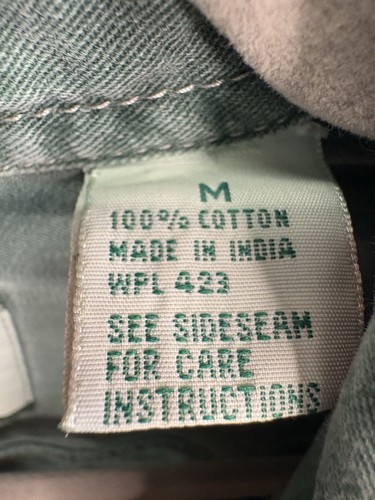 M
100% COTTON
MADE IN INDIA
WPL 423
SEE SIDESEAM
FOR CARE
INSTRUCTIONS